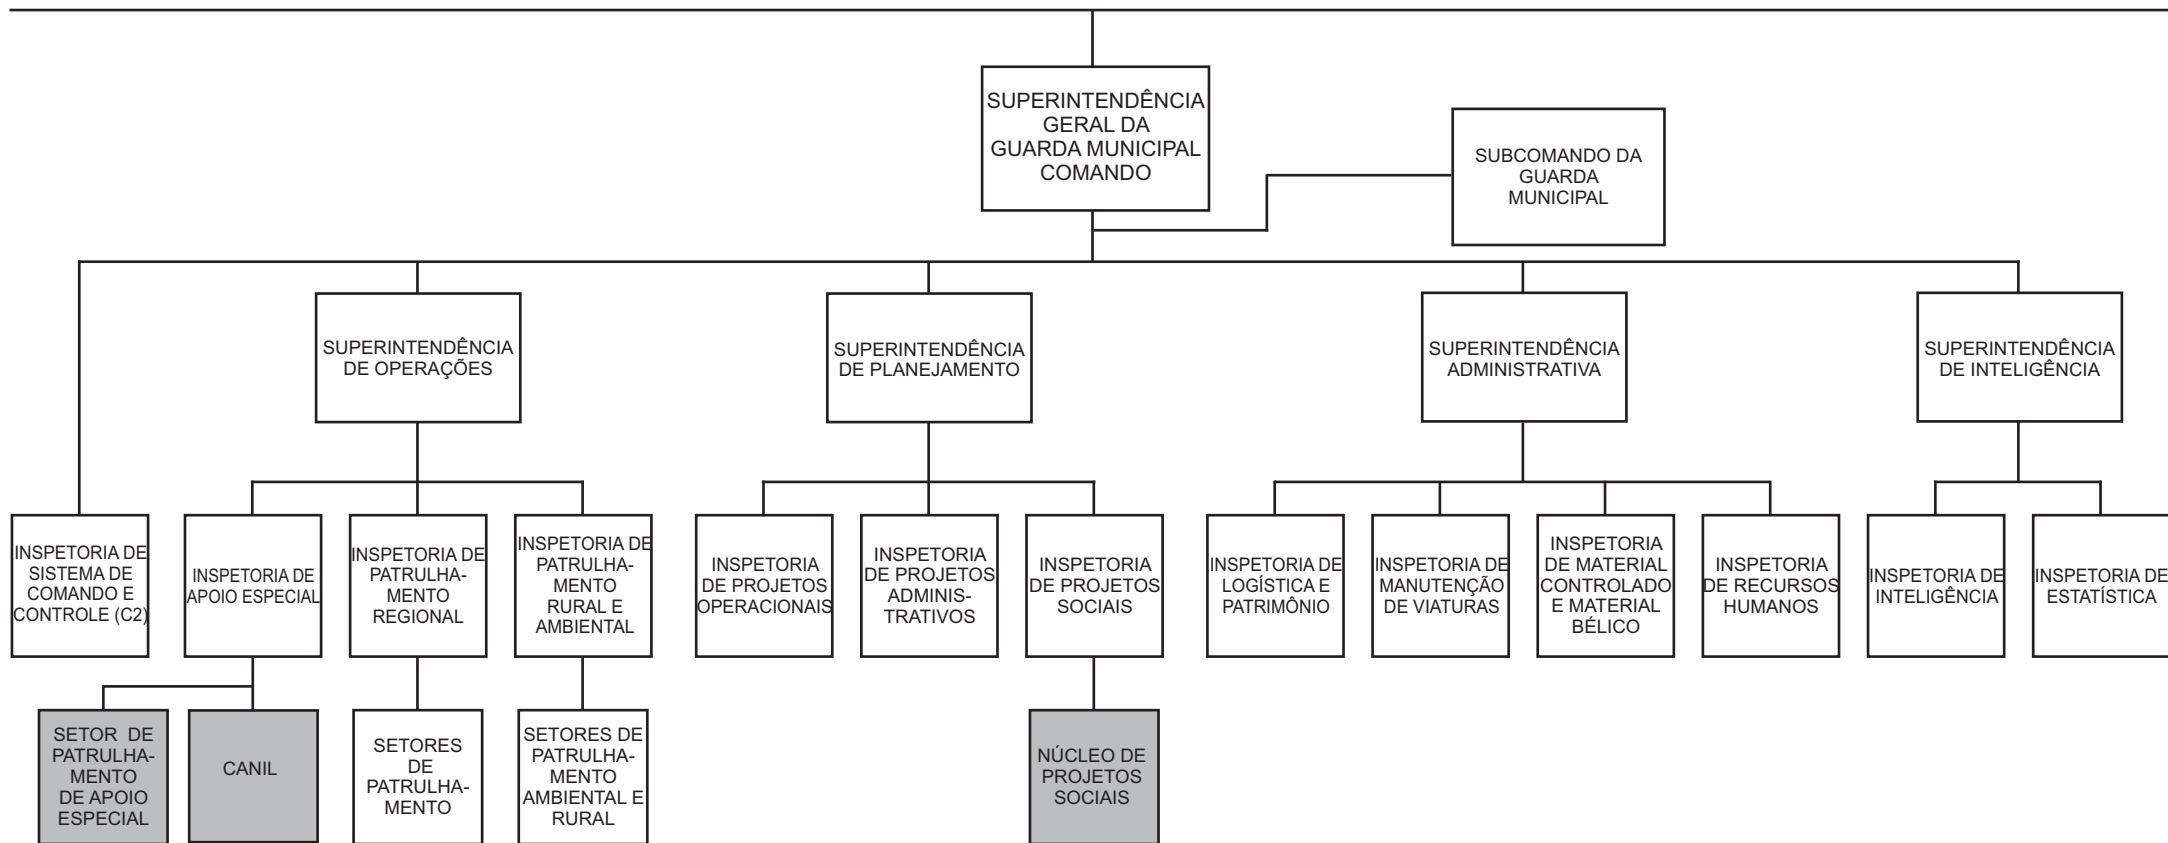 SUPERINTENDÊNCIA
GERAL DA
GUARDA MUNICIPAL
COMANDO
SUBCOMANDO DA
GUARDA
MUNICIPAL
SUPERINTENDÊNCIA
DE OPERAÇÕES
SUPERINTENDÊNCIA
DE PLANEJAMENTO
SUPERINTENDÊNCIA
ADMINISTRATIVA
SUPERINTENDÊNCIA
DE INTELIGÊNCIA
INSPETORIA DE
SISTEMA DE
COMANDO E
CONTROLE (C2)
INSPETORIA DE
APOIO ESPECIAL
INSPETORIA DE
PATRULHA-
MENTO
REGIONAL
INSPETORIA DE
PATRULHA-
MENTO
RURAL E
AMBIENTAL
INSPETORIA
DE PROJETOS
OPERACIONAIS
INSPETORIA
DE PROJETOS
ADMINIS-
TRATIVOS
INSPETORIA
DE PROJETOS
SOCIAIS
INSPETORIA DE
LOGÍSTICA E
PATRIMÔNIO
INSPETORIA DE
MANUTENÇÃO
DE VIATURAS
INSPETORIA
DE MATERIAL
CONTROLADO
E MATERIAL
BÉLICO
INSPETORIA
DE RECURSOS
HUMANOS
INSPETORIA DE
INTELIGÊNCIA
INSPETORIA DE
ESTATÍSTICA
SETOR DE
PATRULHA-
MENTO
DE APOIO
ESPECIAL
CANIL
SETORES
DE
PATRULHA-
MENTO
SETORES DE
PATRULHA-
MENTO
AMBIENTAL E
RURAL
NÚCLEO DE
PROJETOS
SOCIAIS